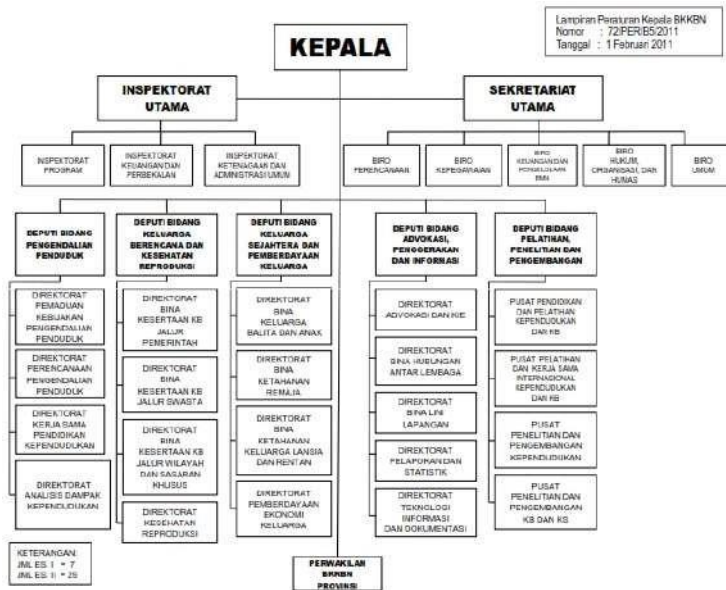 Lampiran Peraturan Kepala BKKBN
Nomor : 72/PER/B5/2011
Tanggal : 1 Februari 2011
KEPALA
INSPEKTORAT
UTAMA
SEKRETARIAT
UTAMA
INSPEKTORAT
PROGRAM
INSPEKTORAT
KEUANGAN DAN
PERBEKALAN
INSPEKTORAT
KETENAGAAN DAN
ADMINISTRASI UMUM
BIRO
PERENCANAAN
BIRO
KEPEGAWAIAN
BIRO
KEUANGAN DAN
PENGELOLAAN
BMN
BIRO
HUKUM,
ORGANISASI, DAN
HUMAS
BIRO
UMUM
DEPUTI BIDANG
PENGENDALIAN
PENDUDUK
DEPUTI BIDANG
KELUARGA
BERENCANA DAN
KESEHATAN
REPRODUKSI
DEPUTI BIDANG
KELUARGA
SEJAHTERA DAN
PEMBERDAYAAN
KELUARGA
DEPUTI BIDANG
ADVOKASI,
PENGGERAKAN
DAN INFORMASI
DEPUTI BIDANG
PELATIHAN,
PENELITIAN DAN
PENGEMBANGAN
DIREKTORAT
PEMADUAN
KEBIJAKAN
PENGENDALIAN
PENDUDUK
DIREKTORAT
PERENCANAAN
PENGENDALIAN
PENDUDUK
DIREKTORAT
KERJA SAMA
PENDIDIKAN
KEPENDUDUKAN
DIREKTORAT
ANALISIS DAMPAK
KEPENDUDUKAN
DIREKTORAT
BINA
KESERTAAN KB
JALUR
PEMERINTAH
DIREKTORAT
BINA
KESERTAAN KB
JALUR SWASTA
DIREKTORAT
BINA
KESERTAAN KB
JALUR WILAYAH
DAN SASARAN
KHUSUS
DIREKTORAT
KESEHATAN
REPRODUKSI
DIREKTORAT
BINA
KELUARGA
BALITA DAN ANAK
DIREKTORAT
BINA
KETAHANAN
REMAJA
DIREKTORAT
BINA
KETAHANAN
KELUARGA LANSIA
DAN RENTAN
DIREKTORAT
PEMBERDAYAAN
EKONOMI
KELUARGA
DIREKTORAT
ADVOKASI DAN KIE
DIREKTORAT
BINA HUBUNGAN
ANTAR LEMBAGA
DIREKTORAT
BINA LINI
LAPANGAN
DIREKTORAT
PELAPORAN DAN
STATISTIK
DIREKTORAT
TEKNOLOGI
INFORMASI
DAN DOKUMENTASI
PUSAT PENDIDIKAN
DAN PELATIHAN
KEPENDUDUKAN
DAN KB
PUSAT PELATIHAN
DAN KERJA SAMA
INTERNASIONAL
KEPENDUDUKAN
DAN KB
PUSAT
PENELITIAN DAN
PENGEMBANGAN
KEPENDUDUKAN
PUSAT
PENELITIAN DAN
PENGEMBANGAN
KB DAN KS
KETERANGAN:
JML ES. I = 7
JML ES. II =
PERWAKILAN
BKKBN
PROVINSI